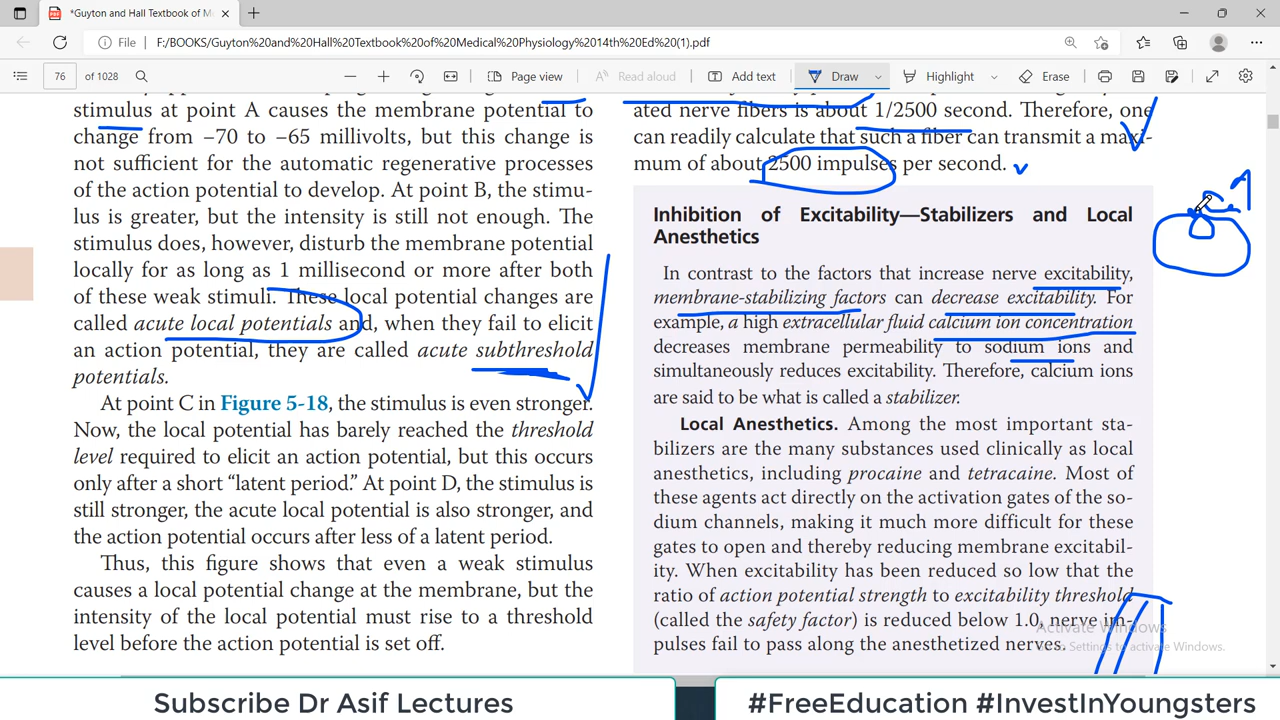 *Guyton and Hall Textbook of M
File
F:/BOOKS/Guyton%20and%20Hall%20Textbook%20of%20Medical%20Physiology%2014th%20Ed%20(1).pdf
76 of 1028
Page view
Read aloud
Add text
Draw
Highlight
Erase
stimulus at point A causes the membrane potential to
change from −70 to −65 millivolts, but this change is
not sufficient for the automatic regenerative processes
of the action potential to develop. At point B, the stimu-
lus is greater, but the intensity is still not enough. The
stimulus does, however, disturb the membrane potential
locally for as long as 1 millisecond or more after both
of these weak stimuli. These local potential changes are
called acute local potentials and, when they fail to elicit
an action potential, they are called acute subthreshold
potentials.
At point C in Figure 5-18, the stimulus is even stronger.
Now, the local potential has barely reached the threshold
level required to elicit an action potential, but this occurs
only after a short “latent period.” At point D, the stimulus is
still stronger, the acute local potential is also stronger, and
the action potential occurs after less of a latent period.
Thus, this figure shows that even a weak stimulus
causes a local potential change at the membrane, but the
intensity of the local potential must rise to a threshold
level before the action potential is set off.
ated nerve fibers is about 1/2500 second. Therefore, one
can readily calculate that such a fiber can transmit a maxi-
mum of about 2500 impulses per second.
Inhibition of Excitability—Stabilizers and Local
Anesthetics
In contrast to the factors that increase nerve excitability,
membrane-stabilizing factors can decrease excitability. For
example, a high extracellular fluid calcium ion concentration
decreases membrane permeability to sodium ions and
simultaneously reduces excitability. Therefore, calcium ions
are said to be what is called a stabilizer.
Local Anesthetics. Among the most important sta-
bilizers are the many substances used clinically as local
anesthetics, including procaine and tetracaine. Most of
these agents act directly on the activation gates of the so-
dium channels, making it much more difficult for these
gates to open and thereby reducing membrane excitabil-
ity. When excitability has been reduced so low that the
ratio of action potential strength to excitability threshold
(called the safety factor) is reduced below 1.0, nerve im-
pulses fail to pass along the anesthetized nerves.
Activate Windows
to Activate Windows.
Subscribe Dr Asif Lectures
#FreeEducation #InvestInYoungsters